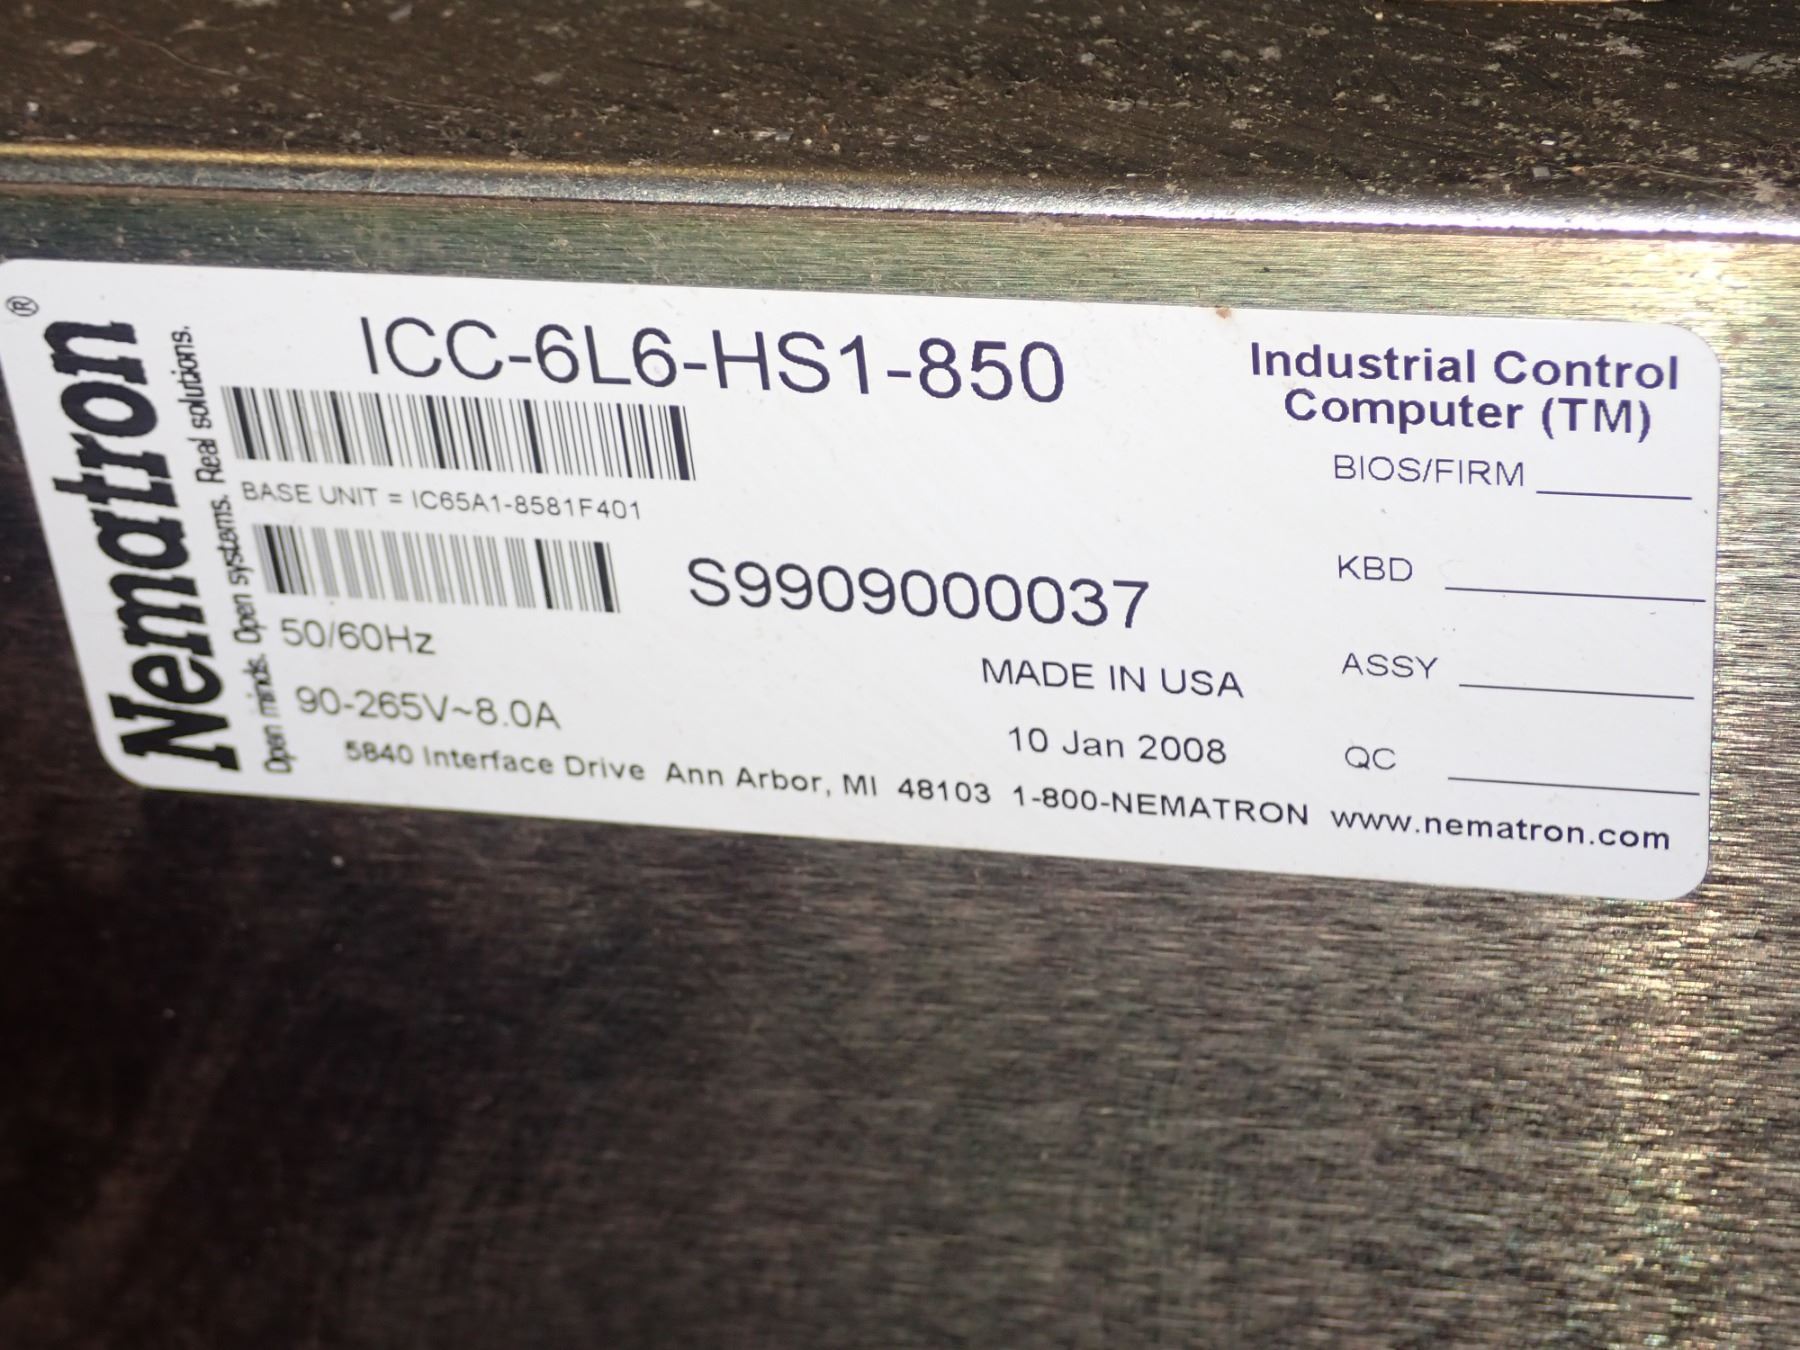 Nematron®
Open minds. Open systems. Real solutions.
ICC-6L6-HS1-850
BASE UNIT = IC65A1-8581F401
S9909000037
50/60Hz
90-265V~8.0A
MADE IN USA
10 Jan 2008
Industrial Control
Computer (TM)
BIOS/FIRM
KBD
ASSY
QC
5840 Interface Drive Ann Arbor, MI 48103 1-800-NEMATRON www.nematron.com